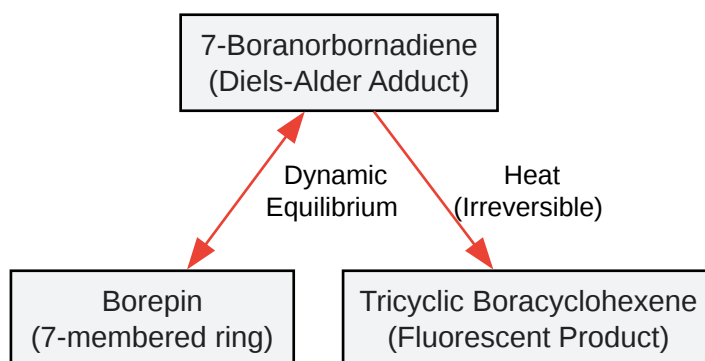 7-Boranorbornadiene
(Diels-Alder Adduct)
Dynamic
Equilibrium
Heat
(Irreversible)
Borepin
(7-membered ring)
Tricyclic Boracyclohexene
(Fluorescent Product)